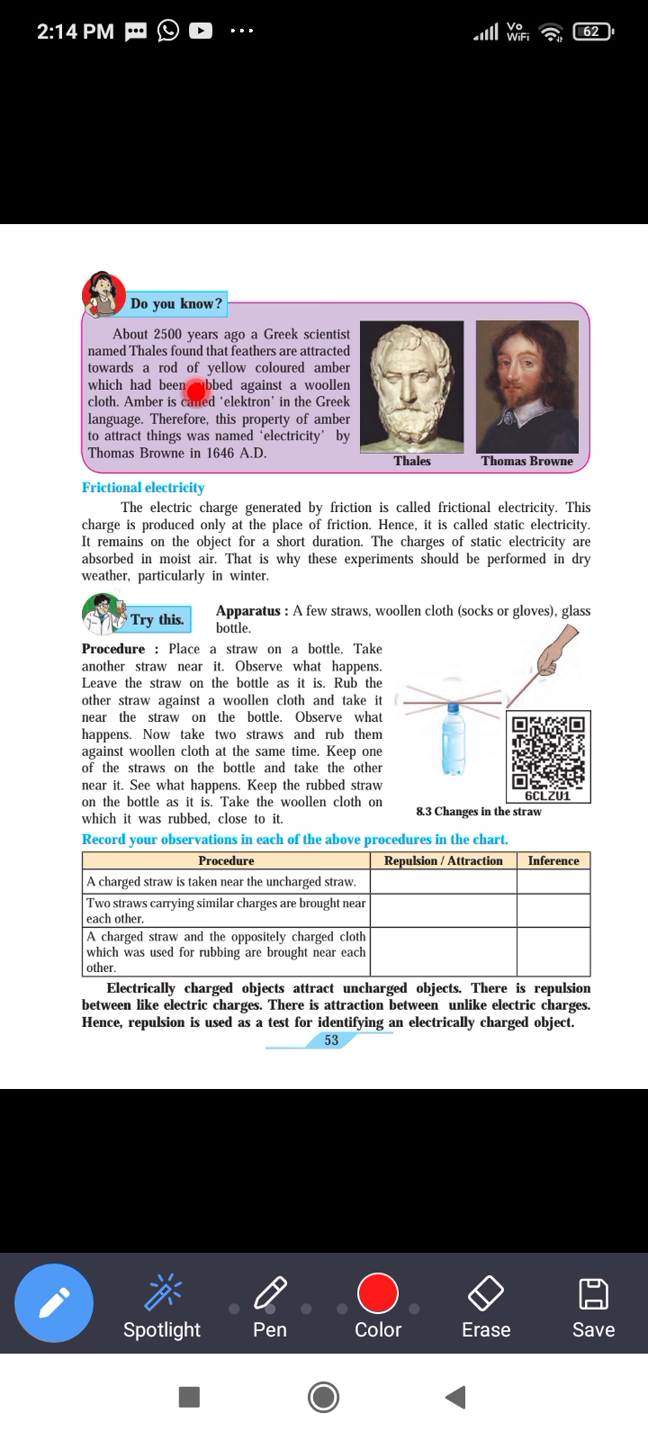 2:14 PM
Vo
WiFi
62
Do you know?
About 2500 years ago a Greek scientist
named Thales found that feathers are attracted
towards a rod of yellow coloured amber
which had been against a woollen
cloth. Amber is called ‘elektron’ in the Greek
language. Therefore, this property of amber
to attract things was named ‘electricity’ by
Thomas Browne in 1646 A.D.
Thales
Thomas Browne
Frictional electricity
The electric charge generated by friction is called frictional electricity. This
charge is produced only at the place of friction. Hence, it is called static electricity.
It remains on the object for a short duration. The charges of static electricity are
absorbed in moist air. That is why these experiments should be performed in dry
weather, particularly in winter.
Try this.
Apparatus : A few straws, woollen cloth (socks or gloves), glass
bottle.
Procedure : Place a straw on a bottle. Take
another straw near it. Observe what happens.
Leave the straw on the bottle as it is. Rub the
other straw against a woollen cloth and take it
near the straw on the bottle. Observe what
happens. Now take two straws and rub them
against woollen cloth at the same time. Keep one
of the straws on the bottle and take the other
near it. See what happens. Keep the rubbed straw
on the bottle as it is. Take the woollen cloth on
which it was rubbed, close to it.
6CLZU1
8.3 Changes in the straw
Record your observations in each of the above procedures in the chart.
Procedure
Repulsion / Attraction
Inference
A charged straw is taken near the uncharged straw.
Two straws carrying similar charges are brought near
each other.
A charged straw and the oppositely charged cloth
which was used for rubbing are brought near each
other.
Electrically charged objects attract uncharged objects. There is repulsion
between like electric charges. There is attraction between unlike electric charges.
Hence, repulsion is used as a test for identifying an electrically charged object.
53
Spotlight
Pen
Color
Erase
Save